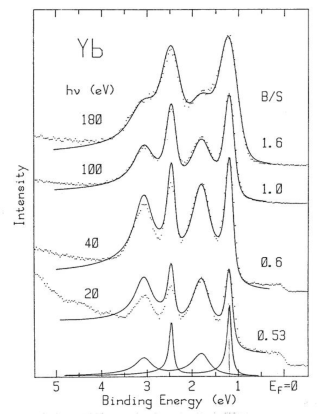 Yb
hν (eV)
B/S
180
1.6
100
1.0
40
0.6
20
0.53
Intensity
5 4 3 2 1 E_F=0
Binding Energy (eV)